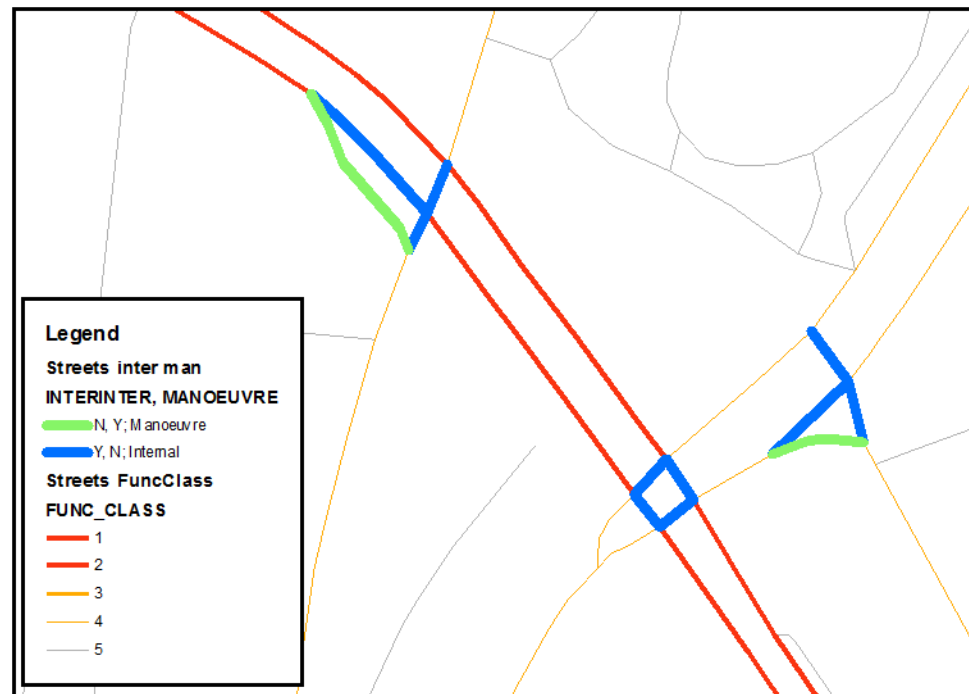 Legend
Streets inter man
INTERINTER, MANOEUVRE
N, Y; Manoeuvre
Y, N; Internal
Streets FuncClass
FUNC_CLASS
1
2
3
4
5